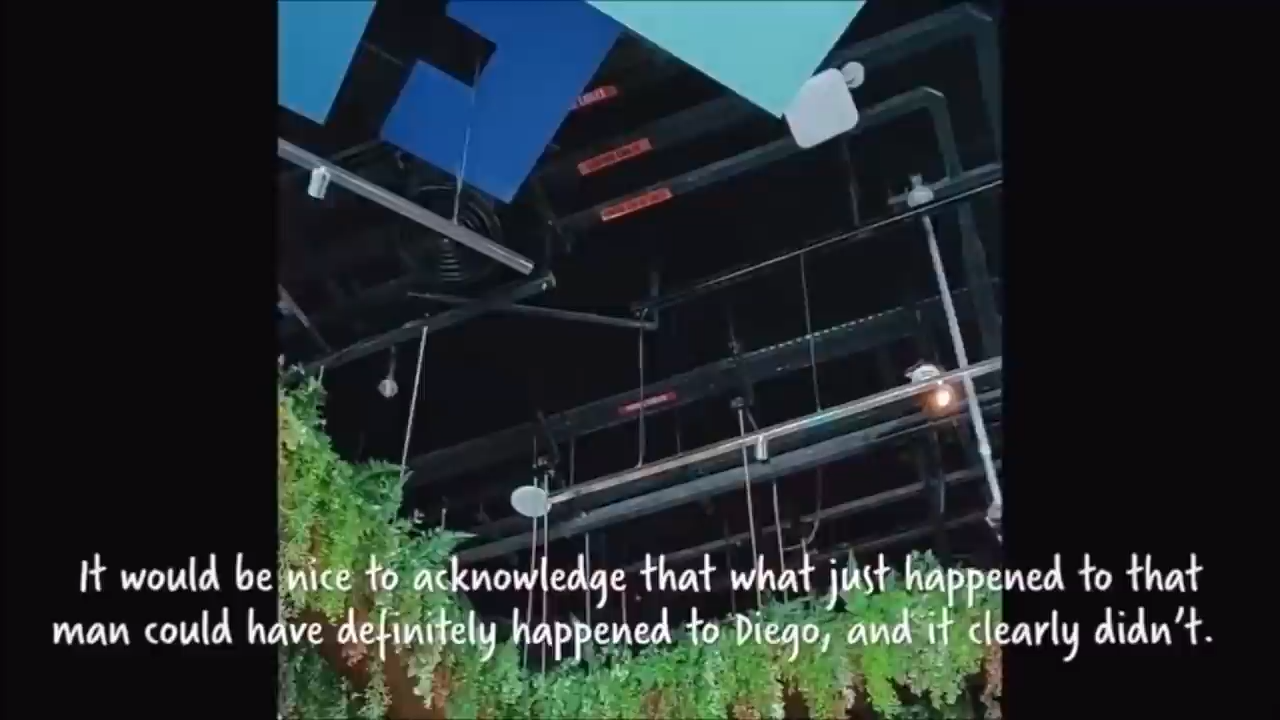 It would be nice to acknowledge that what just happened to that
man could have definitely happened to Diego, and it clearly didn't.